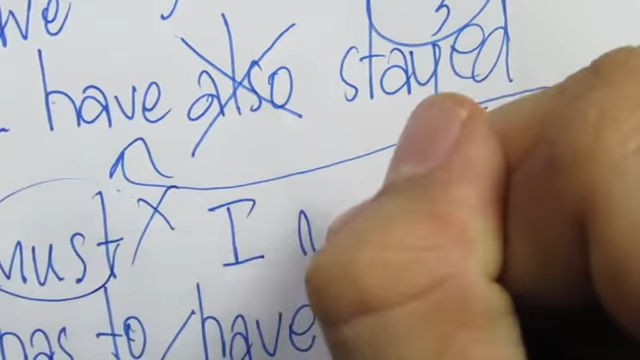 we
have also stayed
must x I
has to / have